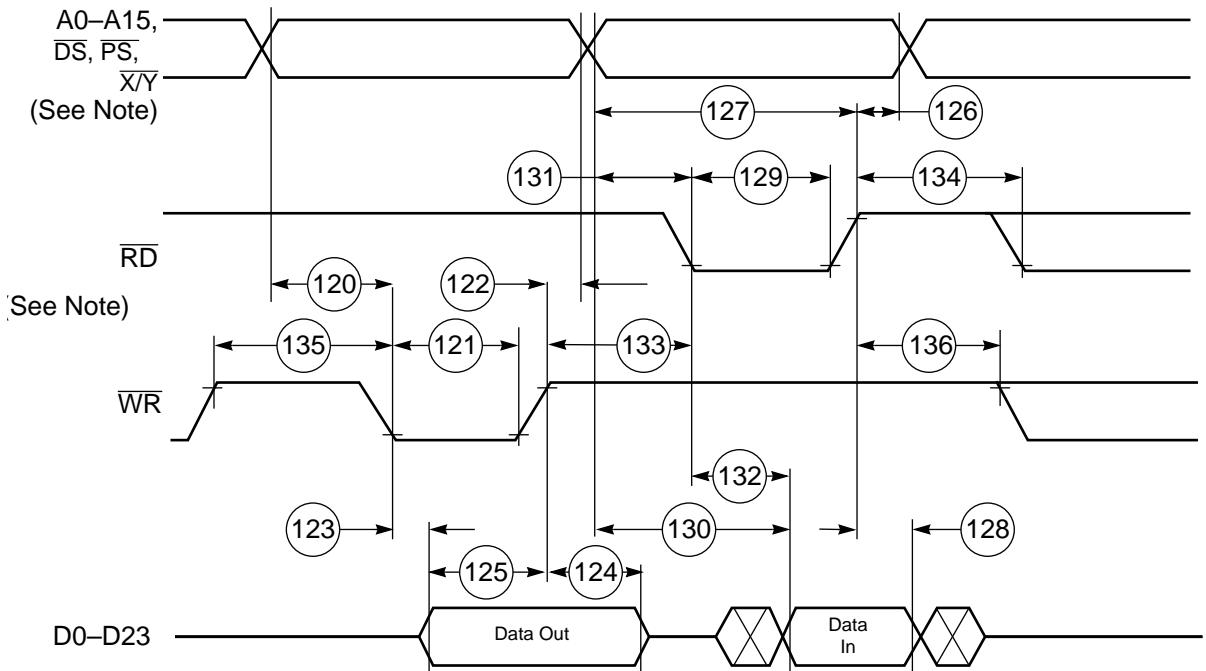 A0–A15,
DS, PS,
X/Y
(See Note)
127
126
131
129
134
RD
120
122
(See Note)
135
121
133
136
WR
132
123
130
128
125
124
D0–D23
Data Out
Data
In